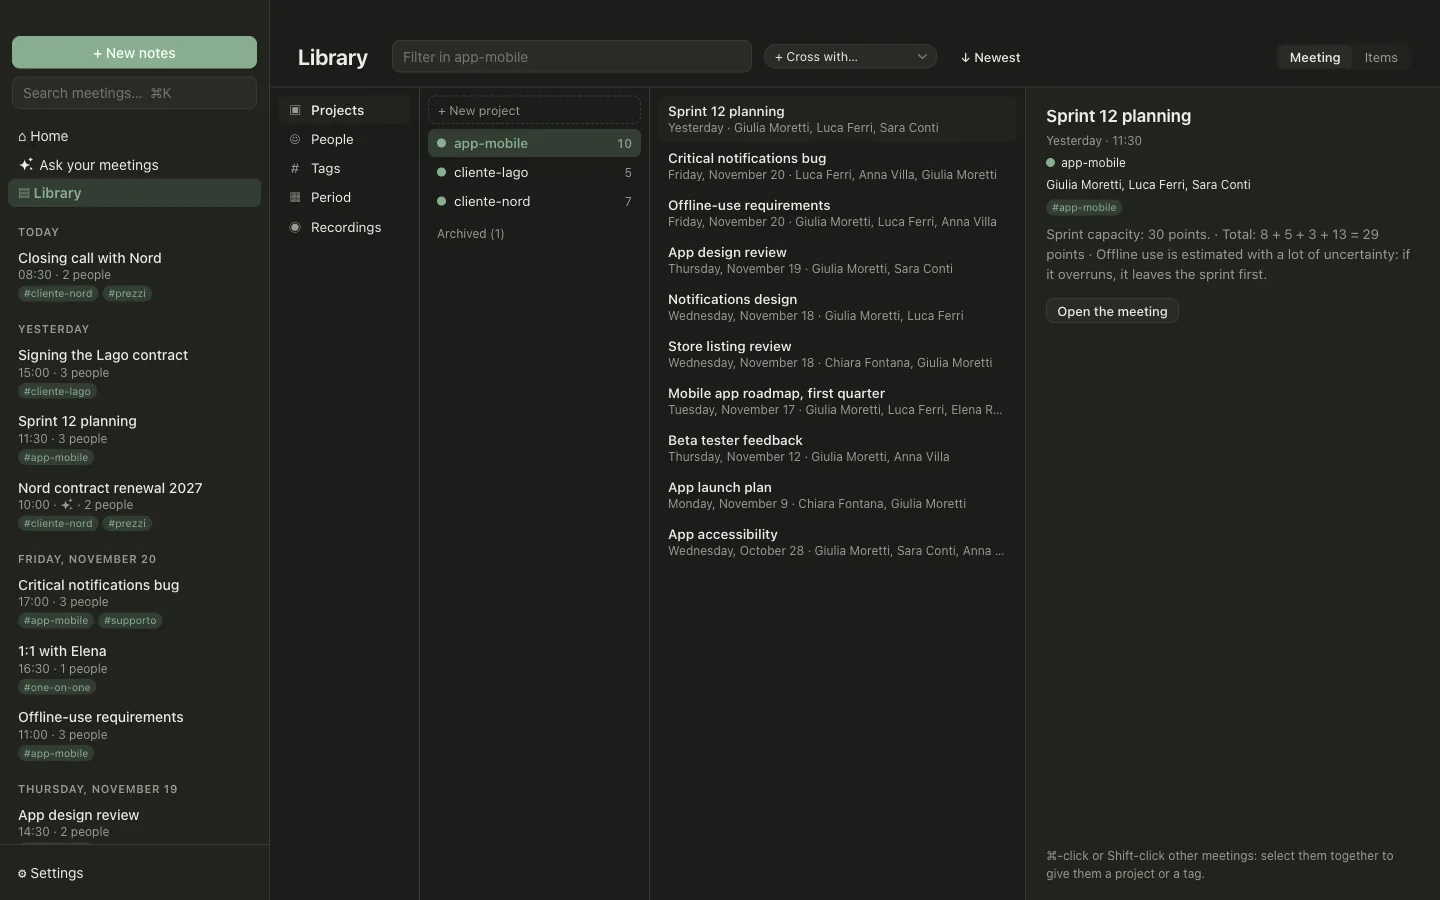 + New notes
Search meetings... ⌘K
⌂ Home
Ask your meetings
Library
TODAY
Closing call with Nord
08:30 · 2 people
#cliente-nord #prezzi
YESTERDAY
Signing the Lago contract
15:00 · 3 people
#cliente-lago
Sprint 12 planning
11:30 · 3 people
#app-mobile
Nord contract renewal 2027
10:00 · ✨ · 2 people
#cliente-nord #prezzi
FRIDAY, NOVEMBER 20
Critical notifications bug
17:00 · 3 people
#app-mobile #supporto
1:1 with Elena
16:30 · 1 people
#one-on-one
Offline-use requirements
11:00 · 3 people
#app-mobile
THURSDAY, NOVEMBER 19
App design review
14:30 · 2 people
⚙ Settings
Library
Filter in app-mobile
+ Cross with...
↓ Newest
Meeting Items
Projects
People
# Tags
Period
Recordings
+ New project
app-mobile 10
cliente-lago 5
cliente-nord 7
Archived (1)
Sprint 12 planning
Yesterday · Giulia Moretti, Luca Ferri, Sara Conti
Critical notifications bug
Friday, November 20 · Luca Ferri, Anna Villa, Giulia Moretti
Offline-use requirements
Friday, November 20 · Giulia Moretti, Luca Ferri, Anna Villa
App design review
Thursday, November 19 · Giulia Moretti, Sara Conti
Notifications design
Wednesday, November 18 · Giulia Moretti, Luca Ferri
Store listing review
Wednesday, November 18 · Chiara Fontana, Giulia Moretti
Mobile app roadmap, first quarter
Tuesday, November 17 · Giulia Moretti, Luca Ferri, Elena R...
Beta tester feedback
Thursday, November 12 · Giulia Moretti, Anna Villa
App launch plan
Monday, November 9 · Chiara Fontana, Giulia Moretti
App accessibility
Wednesday, October 28 · Giulia Moretti, Sara Conti, Anna ...
Sprint 12 planning
Yesterday · 11:30
app-mobile
Giulia Moretti, Luca Ferri, Sara Conti
#app-mobile
Sprint capacity: 30 points. · Total: 8 + 5 + 3 + 13 = 29
points · Offline use is estimated with a lot of uncertainty: if
it overruns, it leaves the sprint first.
Open the meeting
⌘-click or Shift-click other meetings: select them together to
give them a project or a tag.